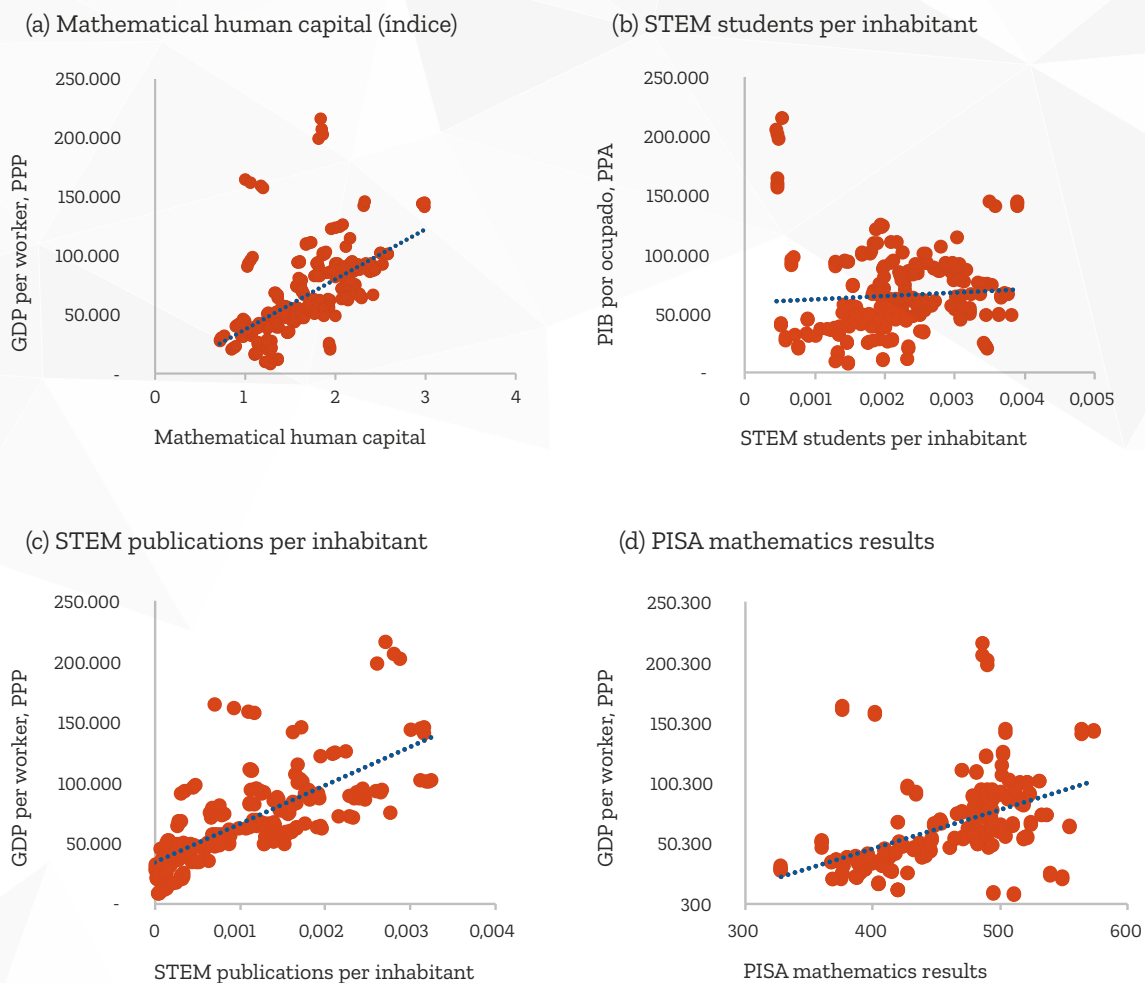 (a) Mathematical human capital (índice)
GDP per worker, PPP
250.000
200.000
150.000
100.000
50.000
-
0 1 2 3 4
Mathematical human capital
(b) STEM students per inhabitant
PIB por ocupado, PPA
250.000
200.000
150.000
100.000
50.000
-
0 0,001 0,002 0,003 0,004 0,005
STEM students per inhabitant
(c) STEM publications per inhabitant
GDP per worker, PPP
250.000
200.000
150.000
100.000
50.000
-
0 0,001 0,002 0,003 0,004
STEM publications per inhabitant
(d) PISA mathematics results
GDP per worker, PPP
250.300
200.300
150.300
100.300
50.300
300
300 400 500 600
PISA mathematics results